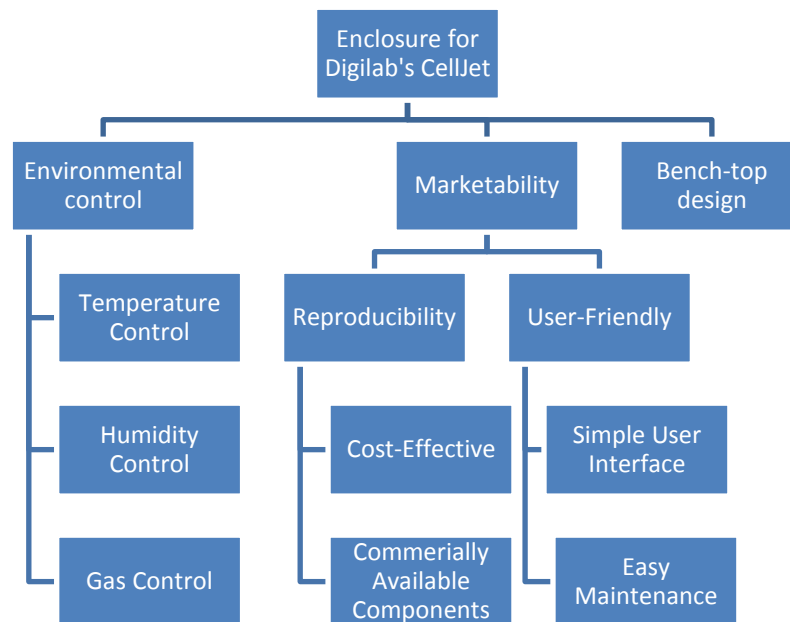 Enclosure for
Digilab's CellJet
Environmental
control
Marketability
Bench-top
design
Temperature
Control
Reproducibility
User-Friendly
Humidity
Control
Cost-Effective
Simple User
Interface
Gas Control
Commerially
Available
Components
Easy
Maintenance